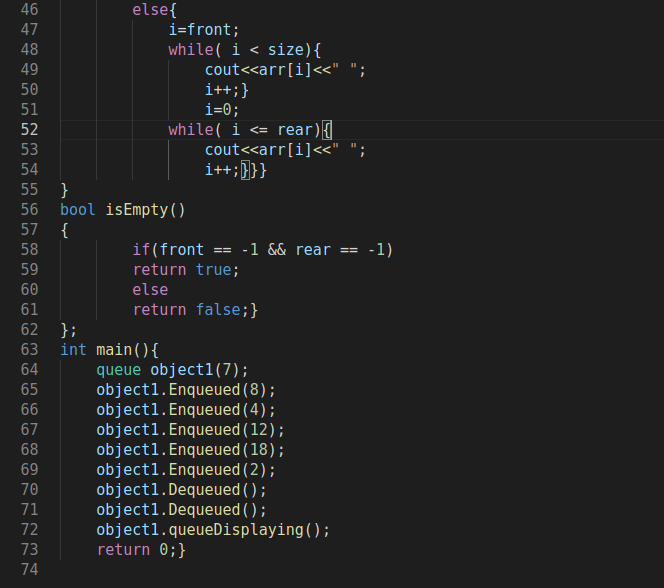 46 else{
47 i=front;
48 while( i < size){
49 cout<<arr[i]<<" ";
50 i++;}
51 i=0;
52 while( i <= rear){
53 cout<<arr[i]<<" ";
54 i++;}}}
55 }
56 bool isEmpty()
57 {
58 if(front == -1 && rear == -1)
59 return true;
60 else
61 return false;}
62 };
63 int main(){
64 queue object1(7);
65 object1.Enqueued(8);
66 object1.Enqueued(4);
67 object1.Enqueued(12);
68 object1.Enqueued(18);
69 object1.Enqueued(2);
70 object1.Dequeued();
71 object1.Dequeued();
72 object1.queueDisplaying();
73 return 0;}
74